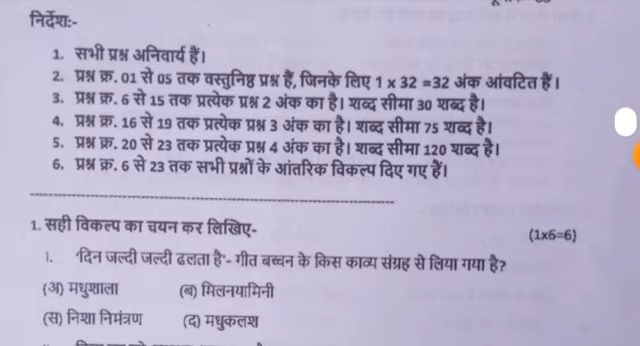 निर्देश:-
1. सभी प्रश्न अनिवार्य हैं।
2. प्रश्न क्र. 01 से 05 तक वस्तुनिष्ठ प्रश्न हैं, जिनके लिए 1 x 32 =32 अंक आंवटित हैं।
3. प्रश्न क्र. 6 से 15 तक प्रत्येक प्रश्न 2 अंक का है। शब्द सीमा 30 शब्द है।
4. प्रश्न क्र. 16 से 19 तक प्रत्येक प्रश्न 3 अंक का है। शब्द सीमा 75 शब्द है।
5. प्रश्न क्र. 20 से 23 तक प्रत्येक प्रश्न 4 अंक का है। शब्द सीमा 120 शब्द है।
6. प्रश्न क्र. 6 से 23 तक सभी प्रश्नों के आंतरिक विकल्प दिए गए हैं।
1. सही विकल्प का चयन कर लिखिए- (1x6=6)
i. 'दिन जल्दी जल्दी ढलता है'- गीत बच्चन के किस काव्य संग्रह से लिया गया है?
(अ) मधुशाला (ब) मिलनयामिनी
(स) निशा निमंत्रण (द) मधुकलश